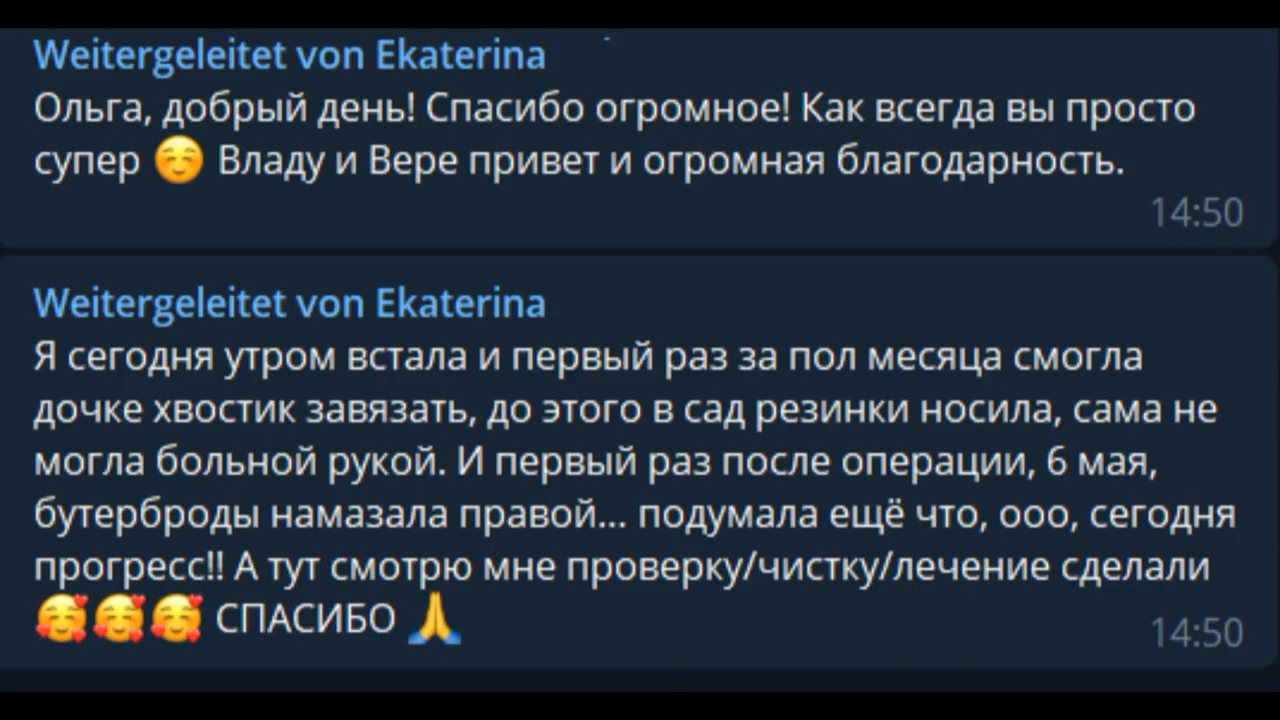 Weitergeleitet von Ekaterina
Ольга, добрый день! Спасибо огромное! Как всегда вы просто
супер ☺️ Владу и Вере привет и огромная благодарность.
14:50
Weitergeleitet von Ekaterina
Я сегодня утром встала и первый раз за пол месяца смогла
дочке хвостик завязать, до этого в сад резинки носила, сама не
могла больной рукой. И первый раз после операции, 6 мая,
бутерброды намазала правой... подумала ещё что, ооо, сегодня
прогресс!! А тут смотрю мне проверку/чистку/лечение сделали
🥰🥰🥰 СПАСИБО 🙏
14:50